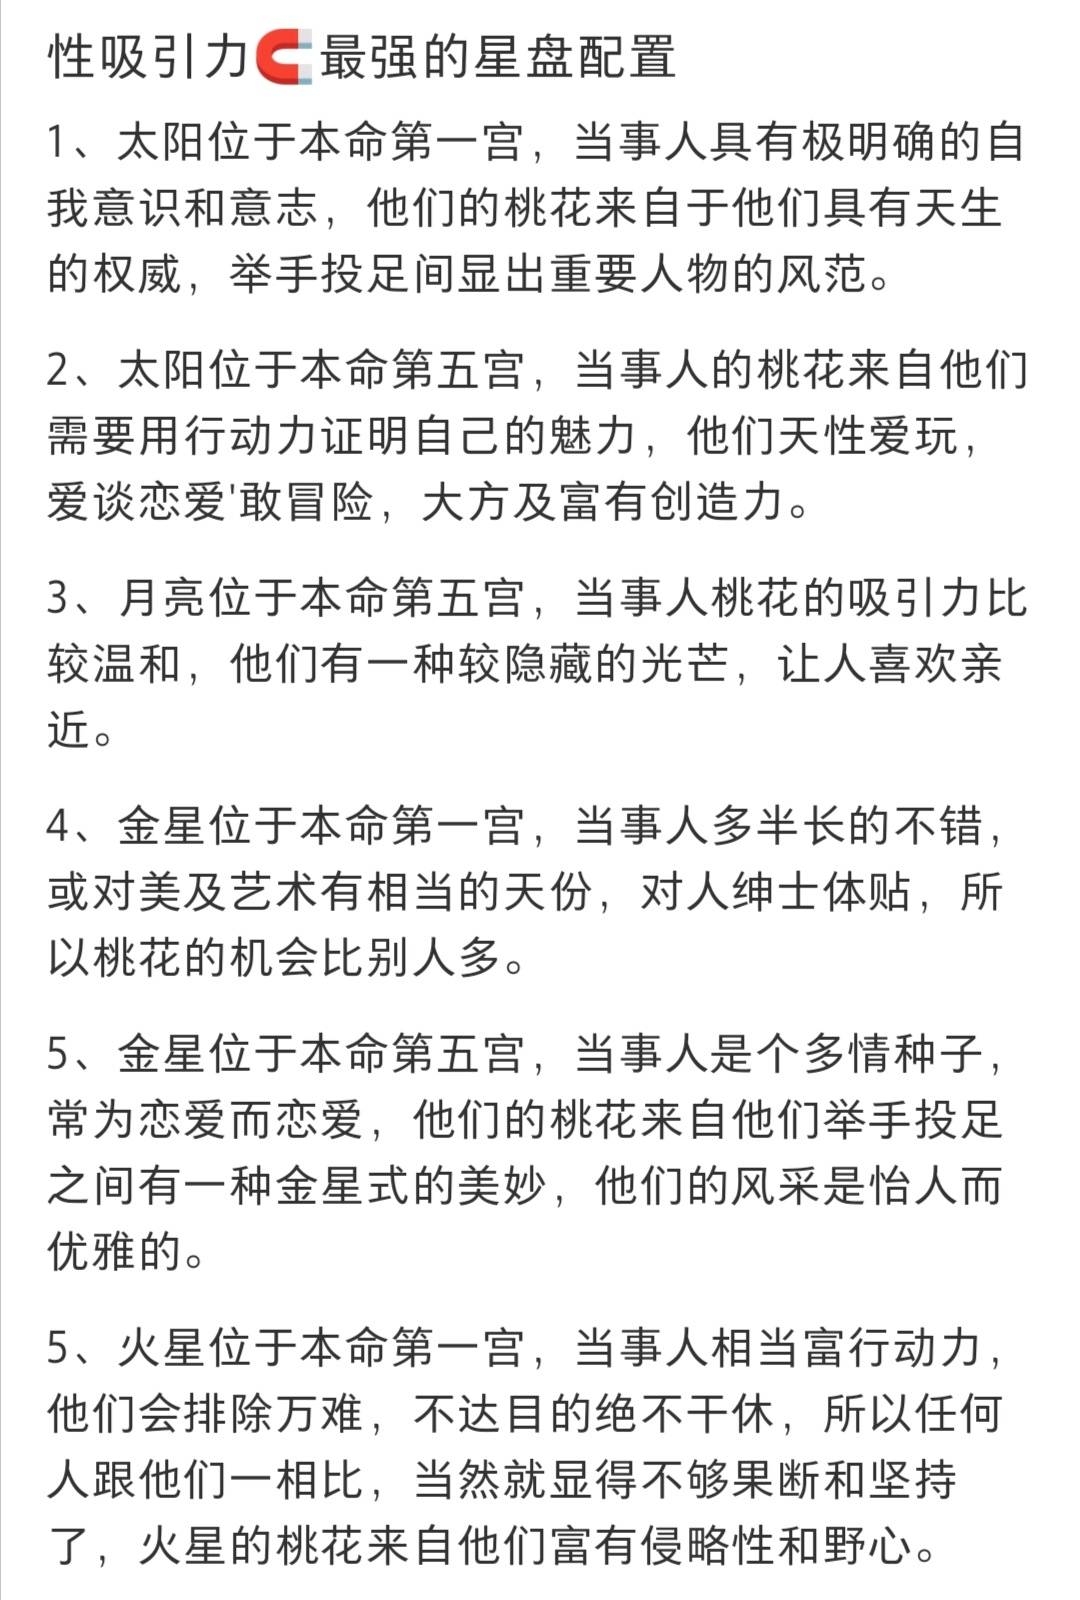 性吸引力🧲最强的星盘配置
1、太阳位于本命第一宫，当事人具有极明确的自
我意识和意志，他们的桃花来自于他们具有天生
的权威，举手投足间显出重要人物的风范。
2、太阳位于本命第五宫，当事人的桃花来自他们
需要用行动力证明自己的魅力，他们天性爱玩，
爱谈恋爱'敢冒险，大方及富有创造力。
3、月亮位于本命第五宫，当事人桃花的吸引力比
较温和，他们有一种较隐藏的光芒，让人喜欢亲
近。
4、金星位于本命第一宫，当事人多半长的不错，
或对美及艺术有相当的天份，对人绅士体贴，所
以桃花的机会比别人多。
5、金星位于本命第五宫，当事人是个多情种子，
常为恋爱而恋爱，他们的桃花来自他们举手投足
之间有一种金星式的美妙，他们的风采是怡人而
优雅的。
5、火星位于本命第一宫，当事人相当富行动力，
他们会排除万难，不达目的绝不干休，所以任何
人跟他们一相比，当然就显得不够果断和坚持
了，火星的桃花来自他们富有侵略性和野心。